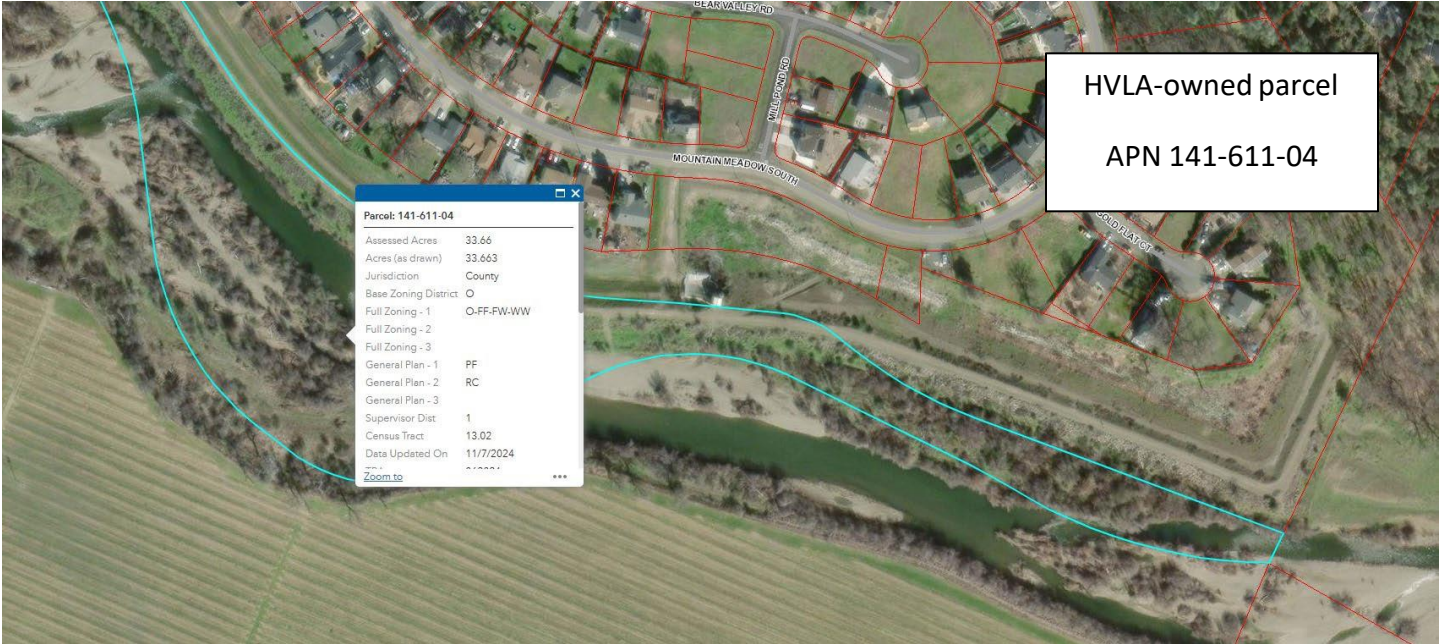 BEAR VALLEY RD
MILL POND RD
MOUNTAIN MEADOW SOUTH
GOLD FLAT CT
HVLA-owned parcel
APN 141-611-04
Parcel: 141-611-04
Assessed Acres 33.66
Acres (as drawn) 33.663
Jurisdiction County
Base Zoning District O
Full Zoning - 1 O-FF-FW-WW
Full Zoning - 2
Full Zoning - 3
General Plan - 1 PF
General Plan - 2 RC
General Plan - 3
Supervisor Dist 1
Census Tract 13.02
Data Updated On 11/7/2024
Zoom to